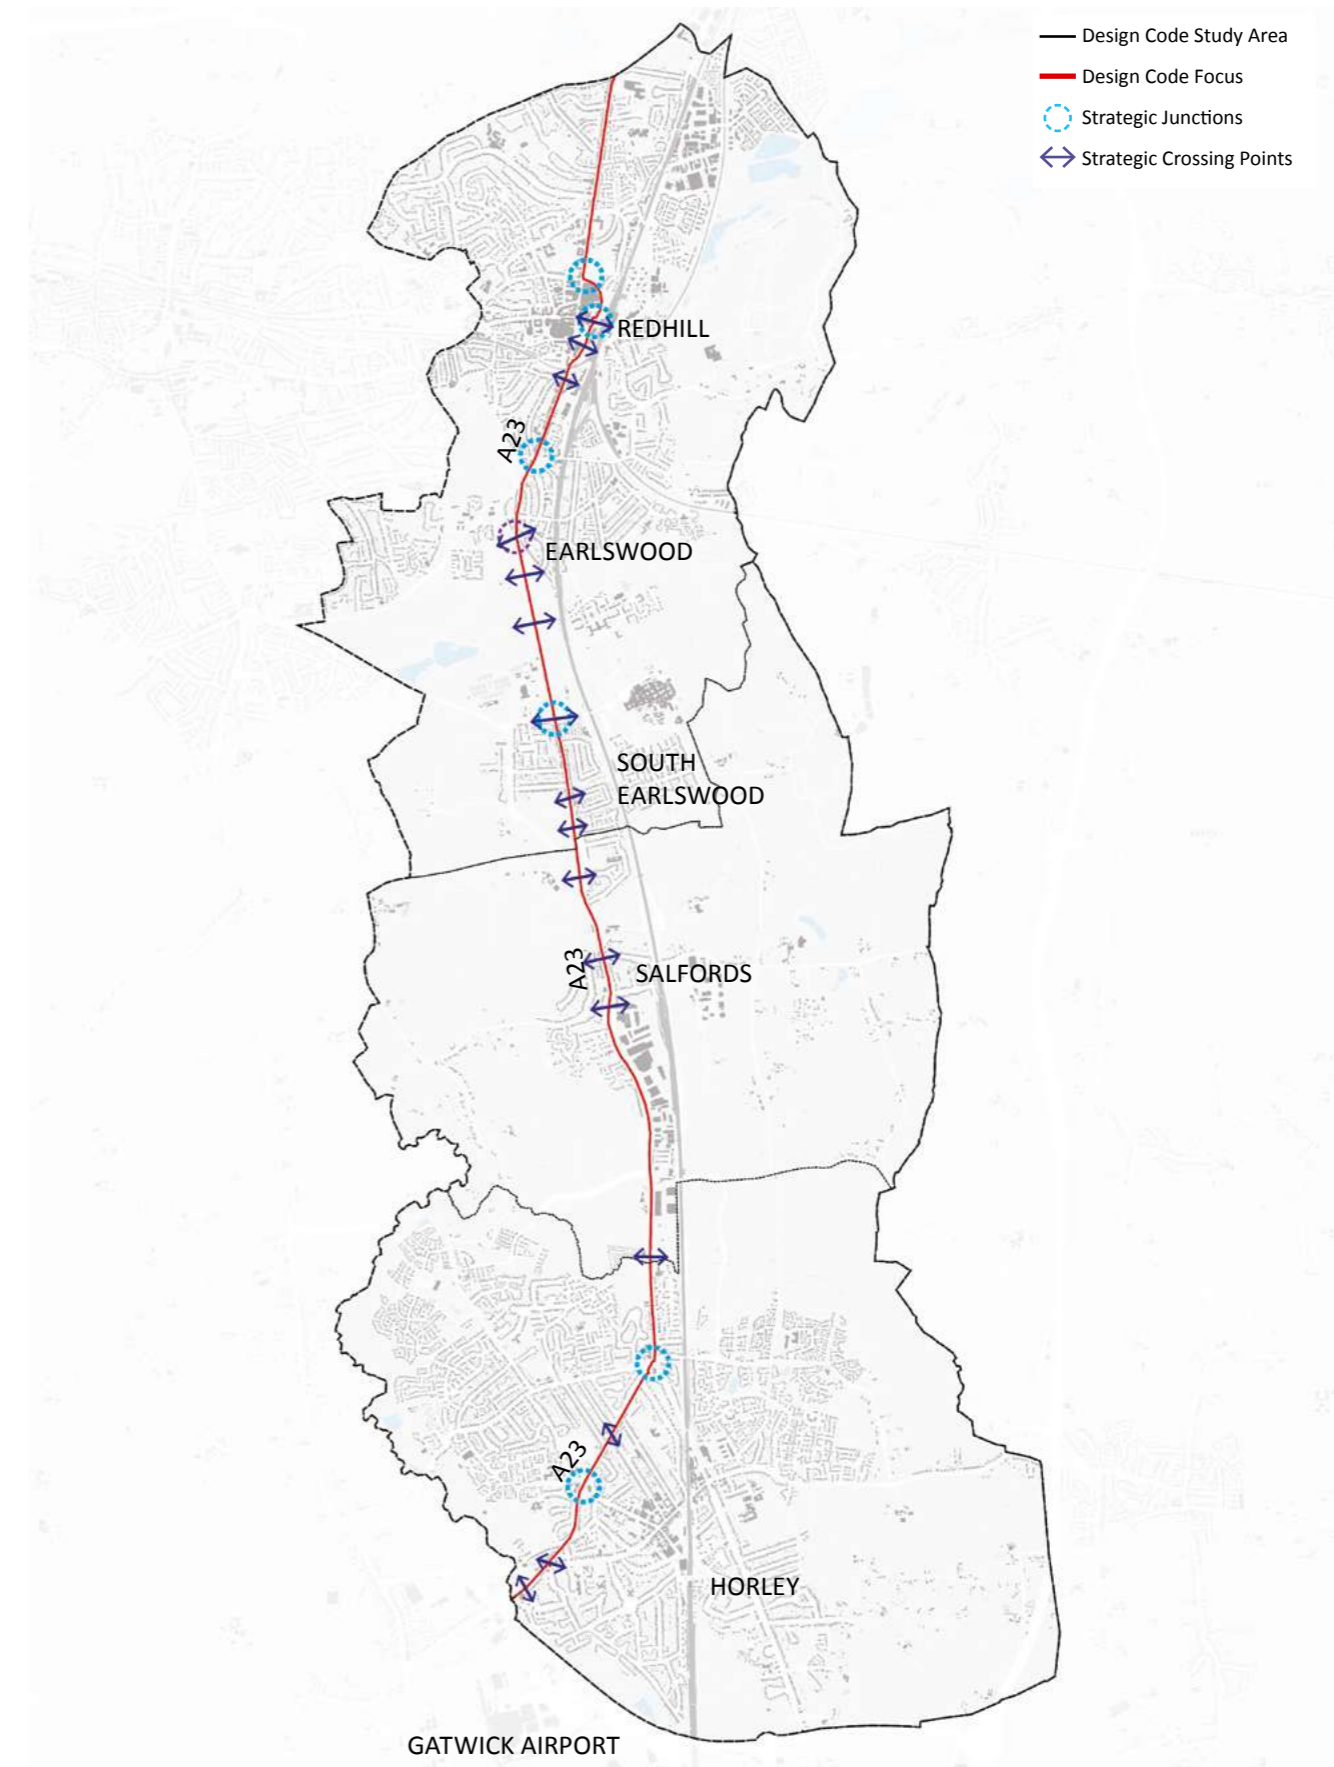 Design Code Study Area
Design Code Focus
Strategic Junctions
Strategic Crossing Points
REDHILL
A23
EARLSWOOD
SOUTH
EARLSWOOD
A23
SALFORDS
A23
HORLEY
GATWICK AIRPORT